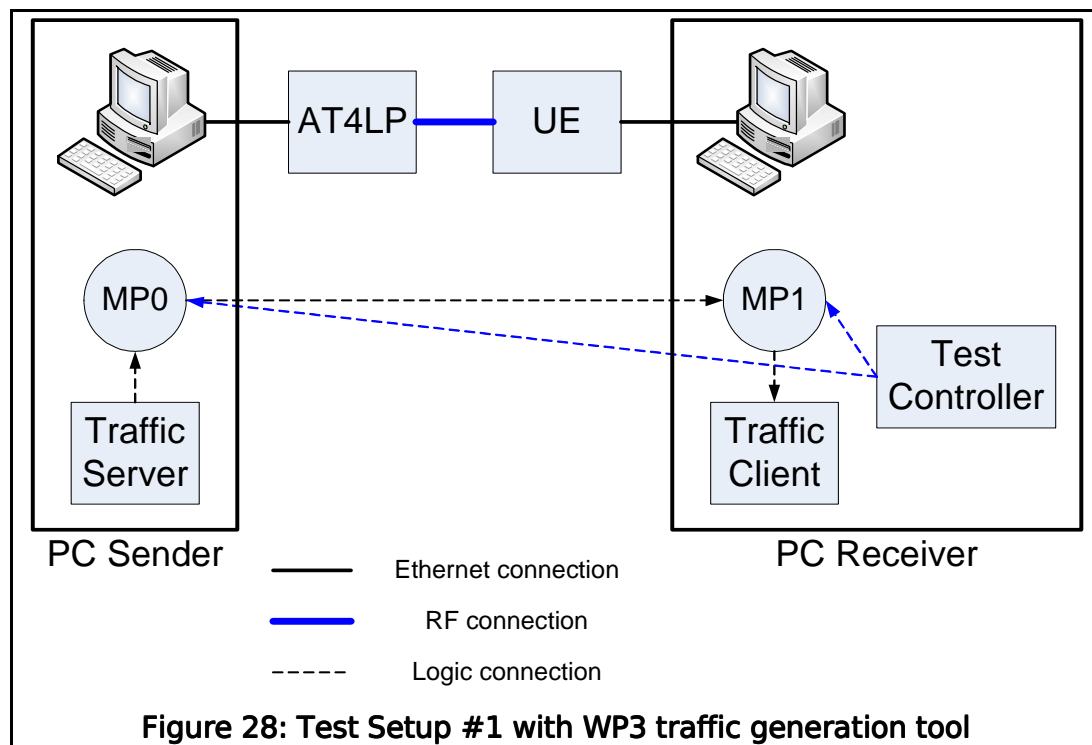 AT4LP
UE
MP0
MP1
Test
Controller
Traffic
Server
Traffic
Client
PC Sender
PC Receiver
Ethernet connection
RF connection
Logic connection
Figure 28: Test Setup #1 with WP3 traffic generation tool